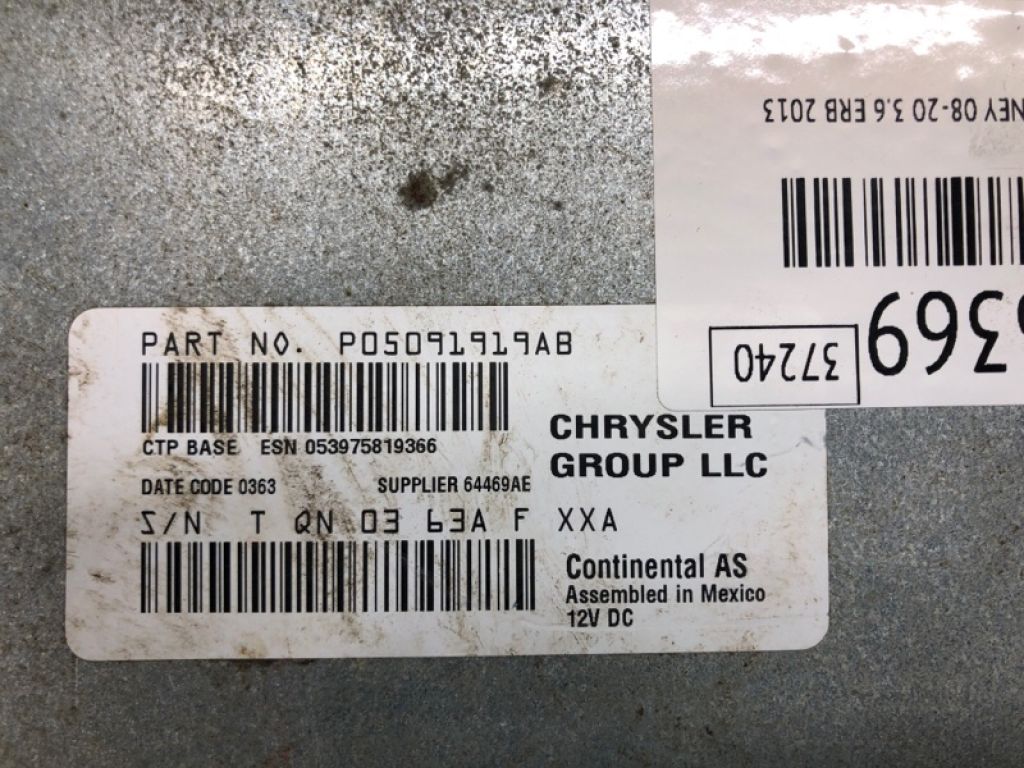 PART NO. P05091919AB
CTP BASE ESN 053975819366
DATE CODE 0363 SUPPLIER 64469AE
S/N T QN 03 63A F XXA
CHRYSLER
GROUP LLC
Continental AS
Assembled in Mexico
12V DC
NEY 08-20 3.6 ERB 2013
369
37240